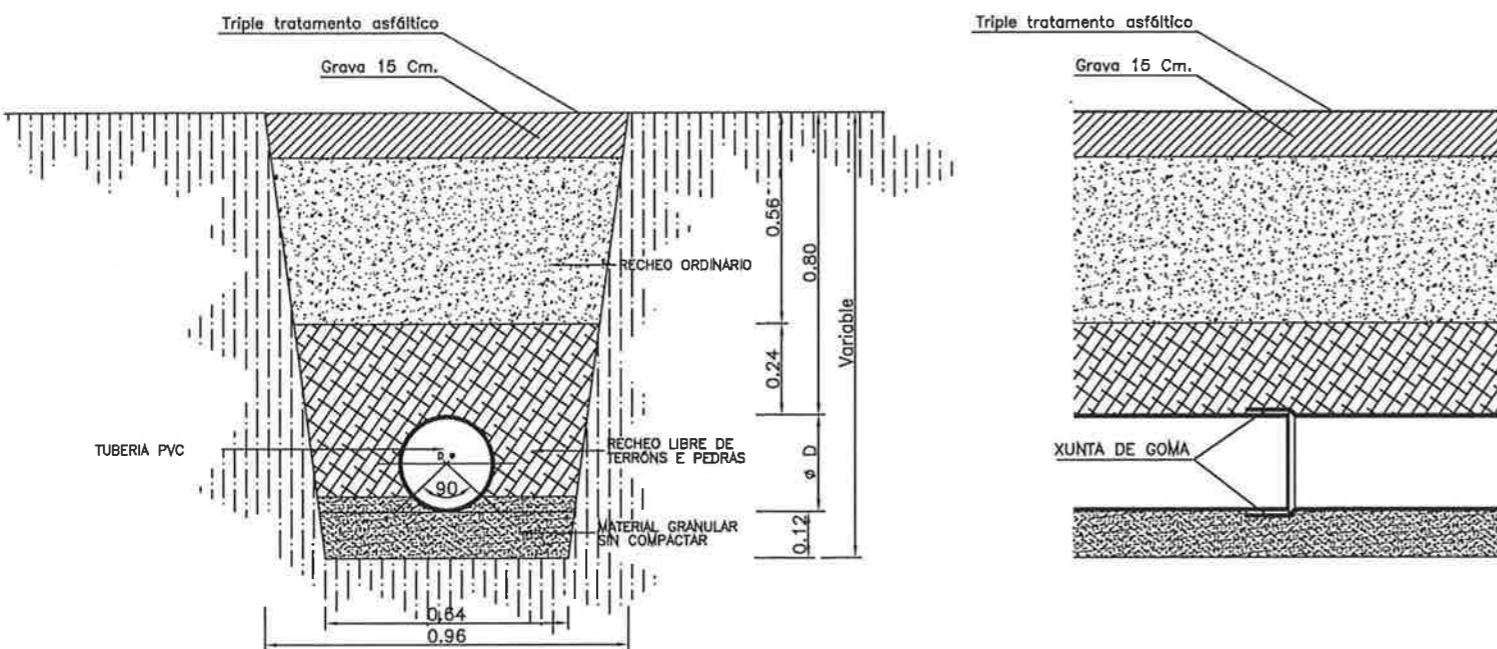 Triple tratamento asfáltico
Grava 15 Cm.
RECHEO ORDINARIO
0.56
0.80
Variable
0.24
TUBERIA PVC
D
RECHEO LIBRE DE
TERRÓNS E PEDRAS
90
ø D
MATERIAL GRANULAR
SIN COMPACTAR
0.12
0.64
0.96
Triple tratamento asfáltico
Grava 15 Cm.
XUNTA DE GOMA